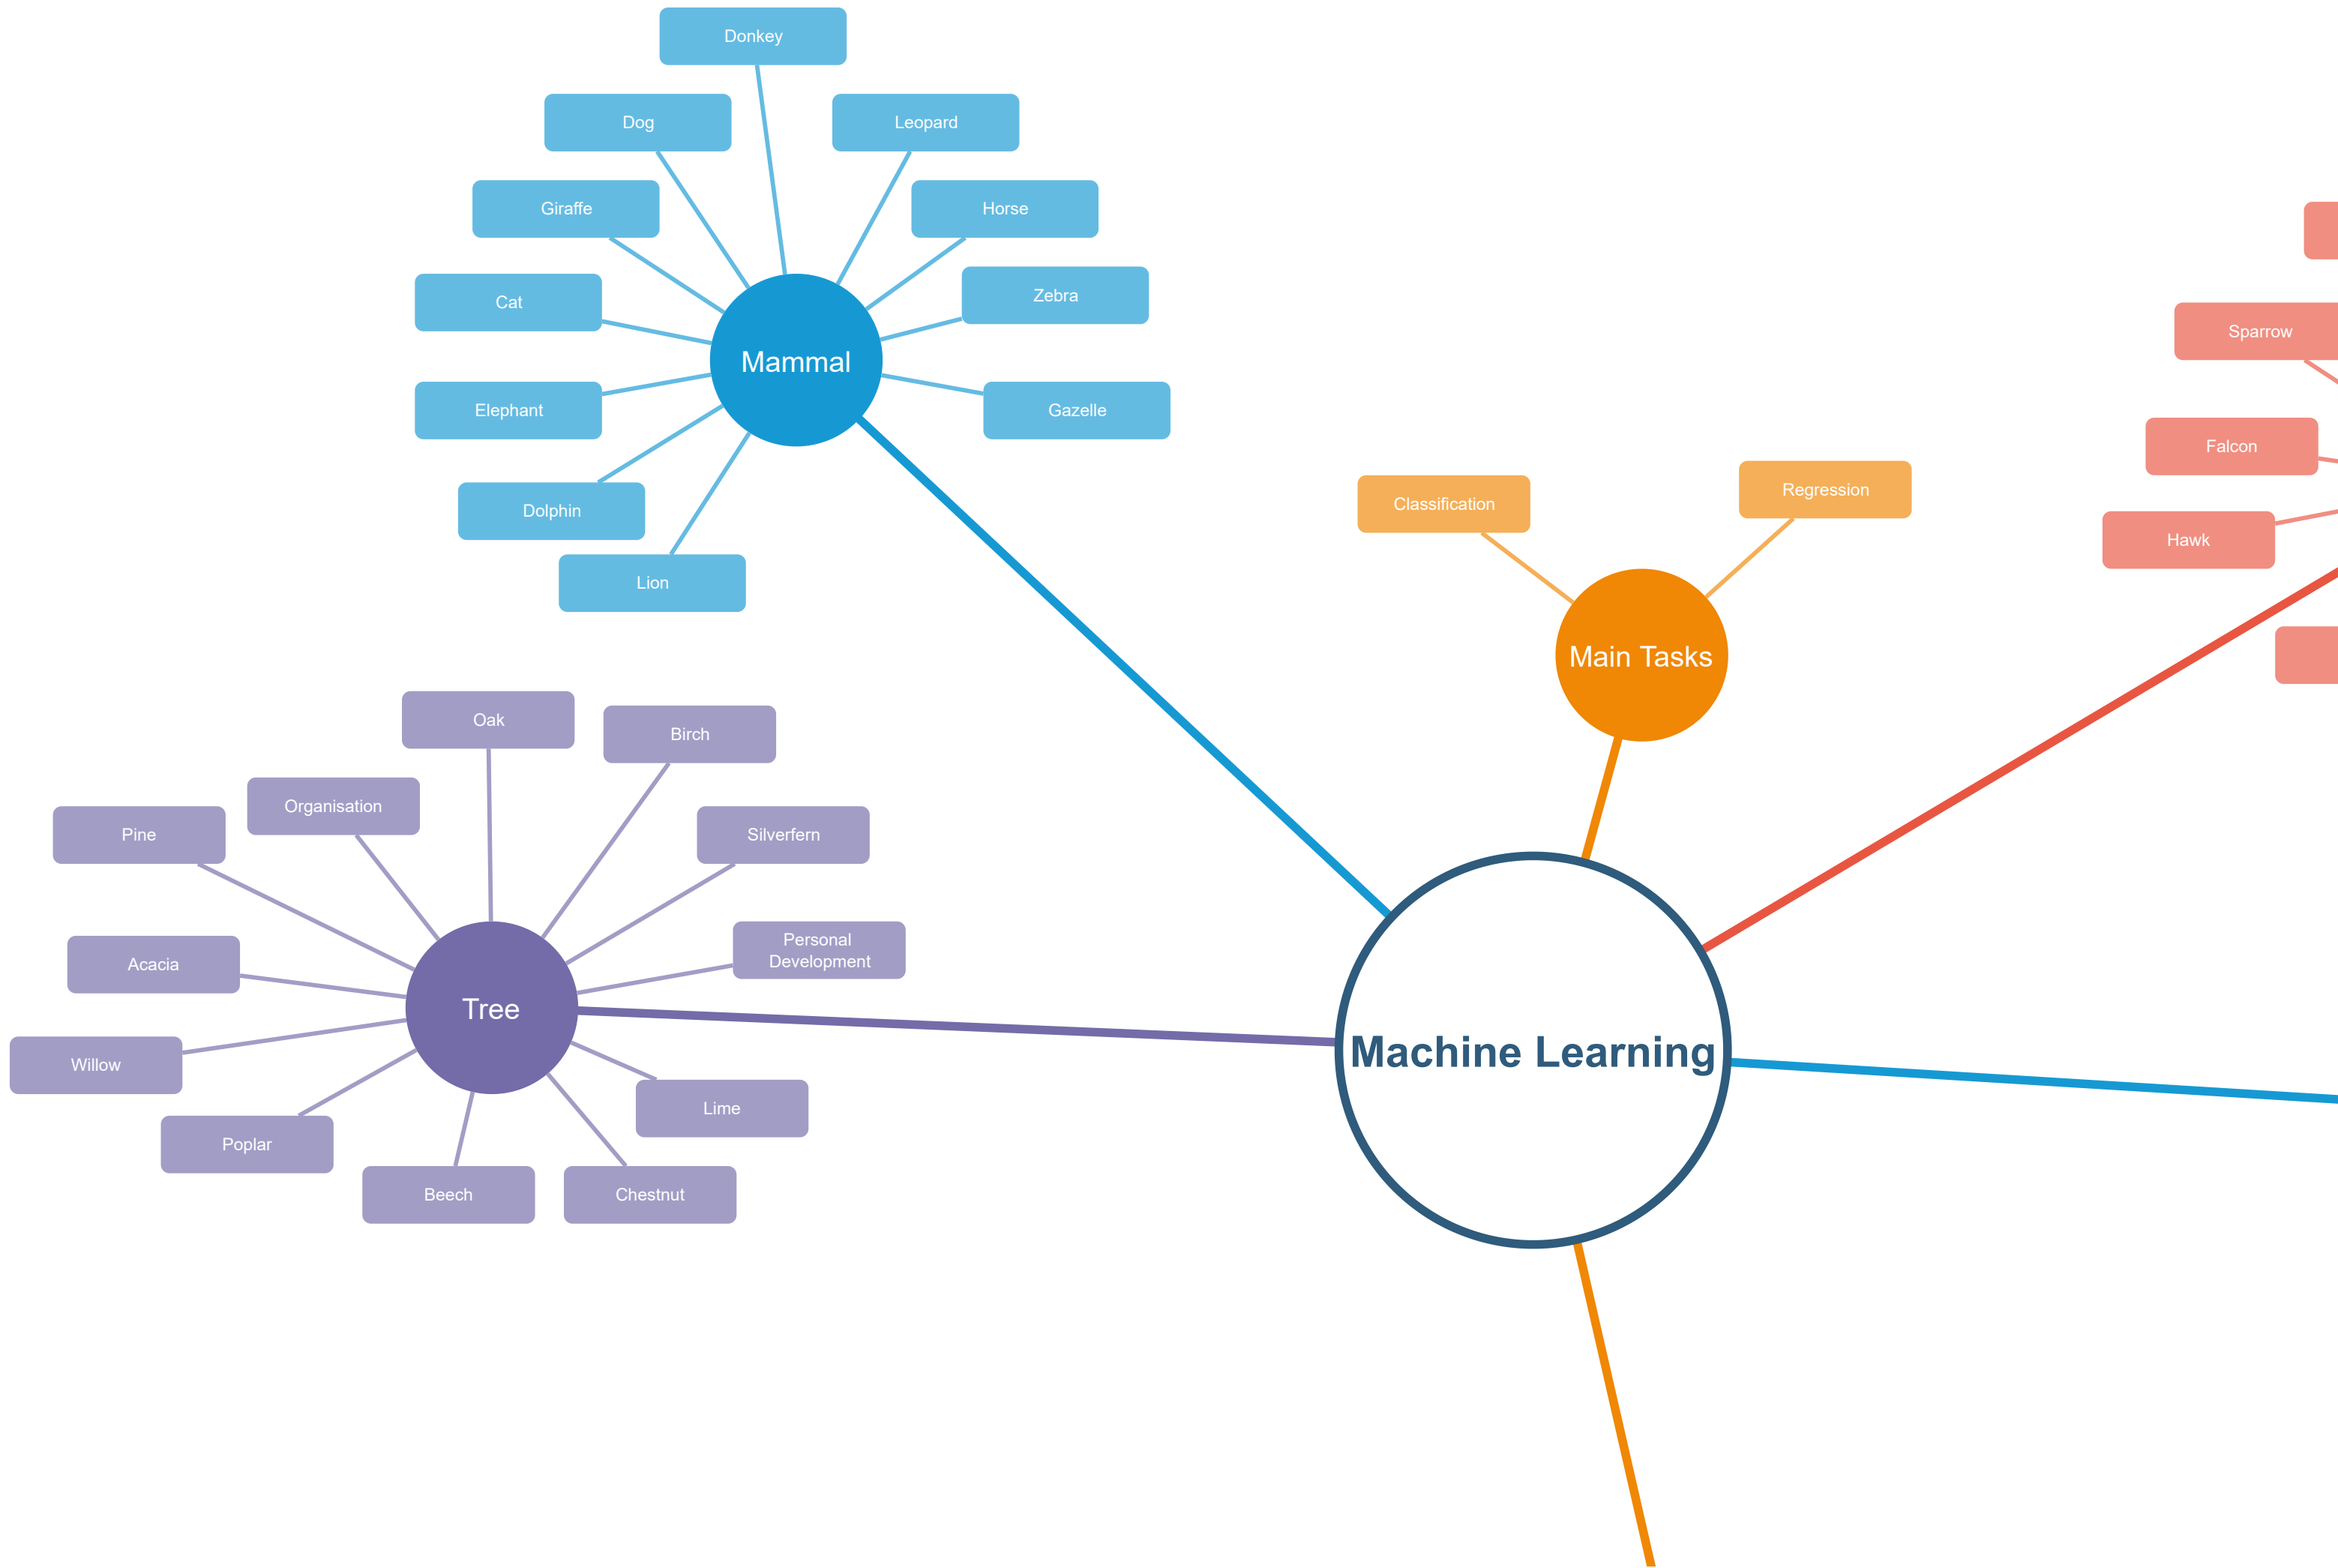 Donkey
Dog
Leopard
Giraffe
Horse
Cat
Zebra
Mammal
Elephant
Gazelle
Dolphin
Lion
Classification
Regression
Main Tasks
Sparrow
Falcon
Hawk
Oak
Birch
Organisation
Pine
Silverfern
Personal
Development
Acacia
Tree
Willow
Lime
Poplar
Beech
Chestnut
Machine Learning